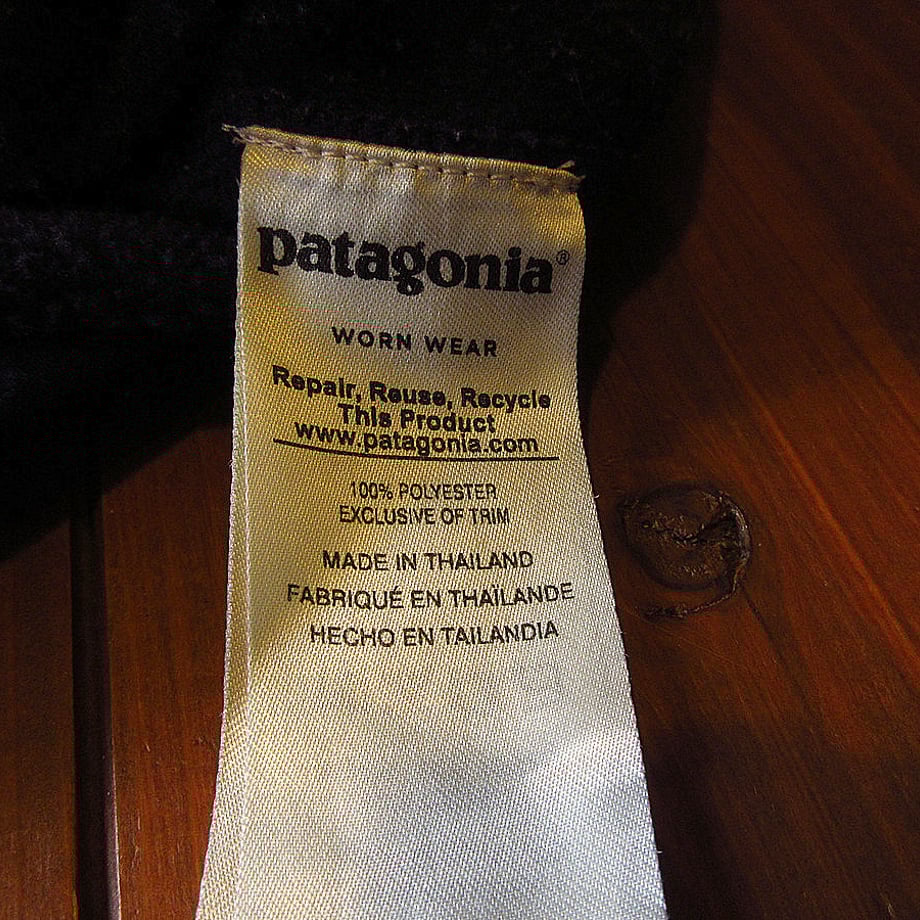 patagonia®
WORN WEAR
Repair, Reuse, Recycle
This Product
www.patagonia.com
100% POLYESTER
EXCLUSIVE OF TRIM
MADE IN THAILAND
FABRIQUÉ EN THAÏLANDE
HECHO EN TAILANDIA